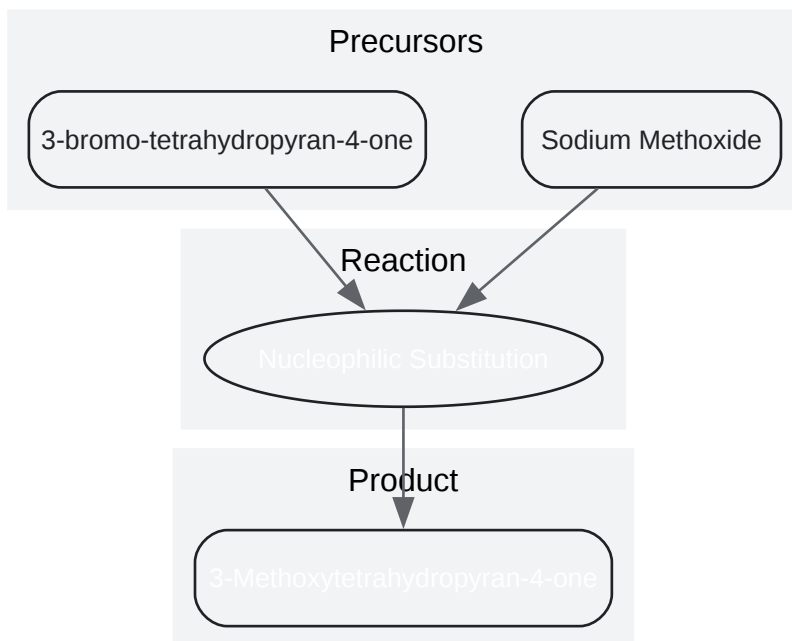 Precursors
3-bromo-tetrahydropyran-4-one
Sodium Methoxide
Reaction
Nucleophilic Substitution
Product
3-Methoxytetrahydropyran-4-one